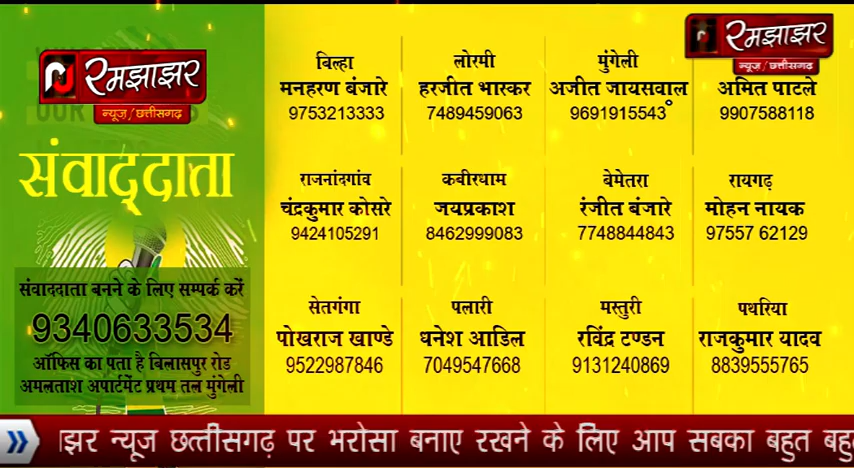 रमझाझर
न्यूज/छत्तीसगढ़
संवाद्दाता
संवाददाता बनने के लिए सम्पर्क करें
9340633534
ऑफिस का पता है बिलासपुर रोड
अमलताश अपार्टमेंट प्रथम तल मुंगेली
बिल्हा
मनहरण बंजारे
9753213333
लोरमी
हरजीत भास्कर
7489459063
मुंगेली
अजीत जायसवाल
9691915543
रमझाझर
न्यूज/छत्तीसगढ़
अमित पाटले
9907588118
राजनांदगांव
चंद्रकुमार कोसरे
9424105291
कबीरधाम
जयप्रकाश
8462999083
बेमेतरा
रंजीत बंजारे
7748844843
रायगढ़
मोहन नायक
97557 62129
सेतगंगा
पोखराज खाण्डे
9522987846
पलारी
धनेश आडिल
7049547668
मस्तुरी
रविंद्र टण्डन
9131240869
पथरिया
राजकुमार यादव
8839555765
झर न्यूज छत्तीसगढ़ पर भरोसा बनाए रखने के लिए आप सबका बहुत बहु